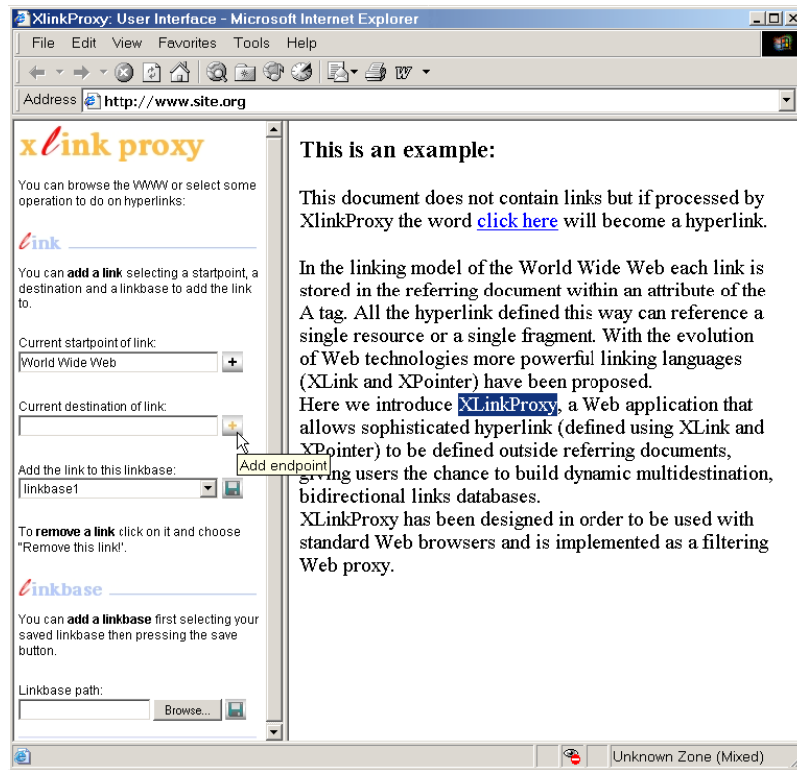 XlinkProxy: User Interface - Microsoft Internet Explorer
File Edit View Favorites Tools Help
Address http://www.site.org
xlink proxy
You can browse the WWW or select some
operation to do on hyperlinks:
link
You can add a link selecting a startpoint, a
destination and a linkbase to add the link
to.
Current startpoint of link:
World Wide Web
+
Current destination of link:
+
Add endpoint
Add the link to this linkbase:
linkbase1
To remove a link click on it and choose
"Remove this link!'.
linkbase
You can add a linkbase first selecting your
saved linkbase then pressing the save
button.
Linkbase path:
Browse...
This is an example:
This document does not contain links but if processed by
XlinkProxy the word click here will become a hyperlink.
In the linking model of the World Wide Web each link is
stored in the referring document within an attribute of the
A tag. All the hyperlink defined this way can reference a
single resource or a single fragment. With the evolution
of Web technologies more powerful linking languages
(XLink and XPointer) have been proposed.
Here we introduce XLinkProxy, a Web application that
allows sophisticated hyperlink (defined using XLink and
XPointer) to be defined outside referring documents,
giving users the chance to build dynamic multidestination,
bidirectional links databases.
XLinkProxy has been designed in order to be used with
standard Web browsers and is implemented as a filtering
Web proxy.
Unknown Zone (Mixed)